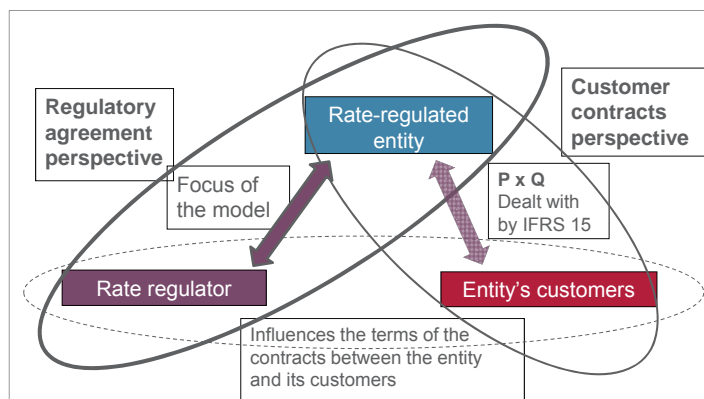 Regulatory
agreement
perspective
Rate-regulated
entity
Customer
contracts
perspective
Focus of
the model
P x Q
Dealt with
by IFRS 15
Rate regulator
Entity's customers
Influences the terms of the
contracts between the entity
and its customers